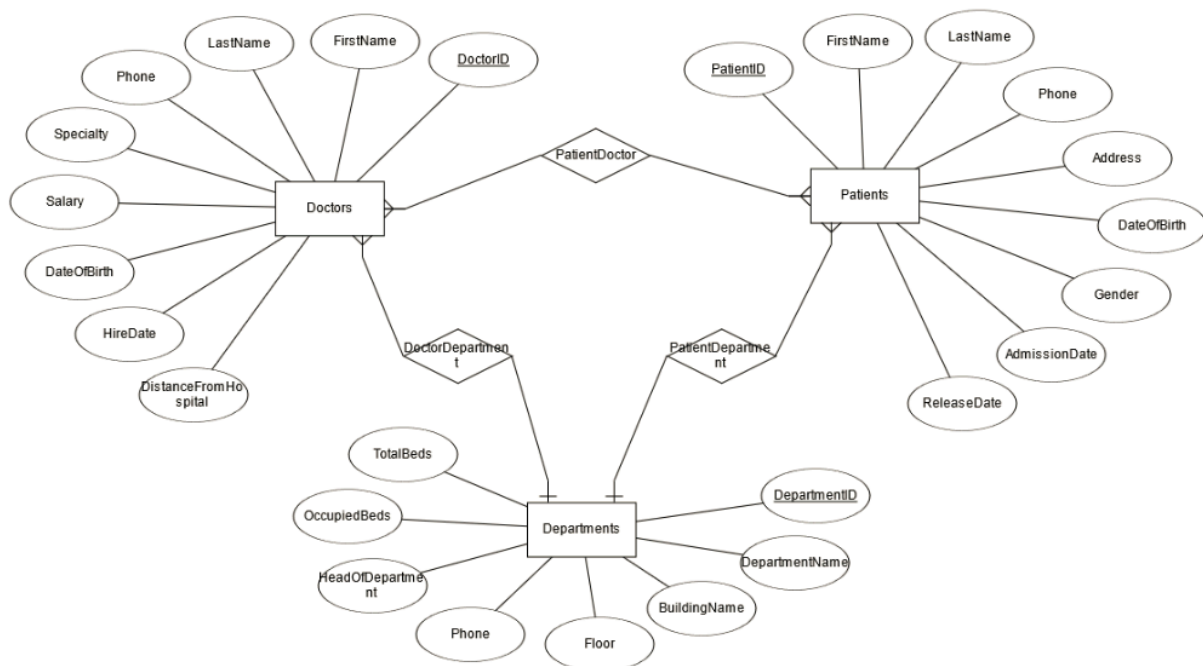 LastName
FirstName
DoctorID
Phone
Specialty
Salary
DateOfBirth
HireDate
DistanceFromHo
spital
Doctors
PatientDoctor
PatientID
FirstName
LastName
Phone
Address
DateOfBirth
Gender
AdmissionDate
ReleaseDate
Patients
DoctorDepartmen
t
PatientDepartme
nt
TotalBeds
OccupiedBeds
HeadOfDepartme
nt
Phone
Floor
BuildingName
DepartmentName
DepartmentID
Departments